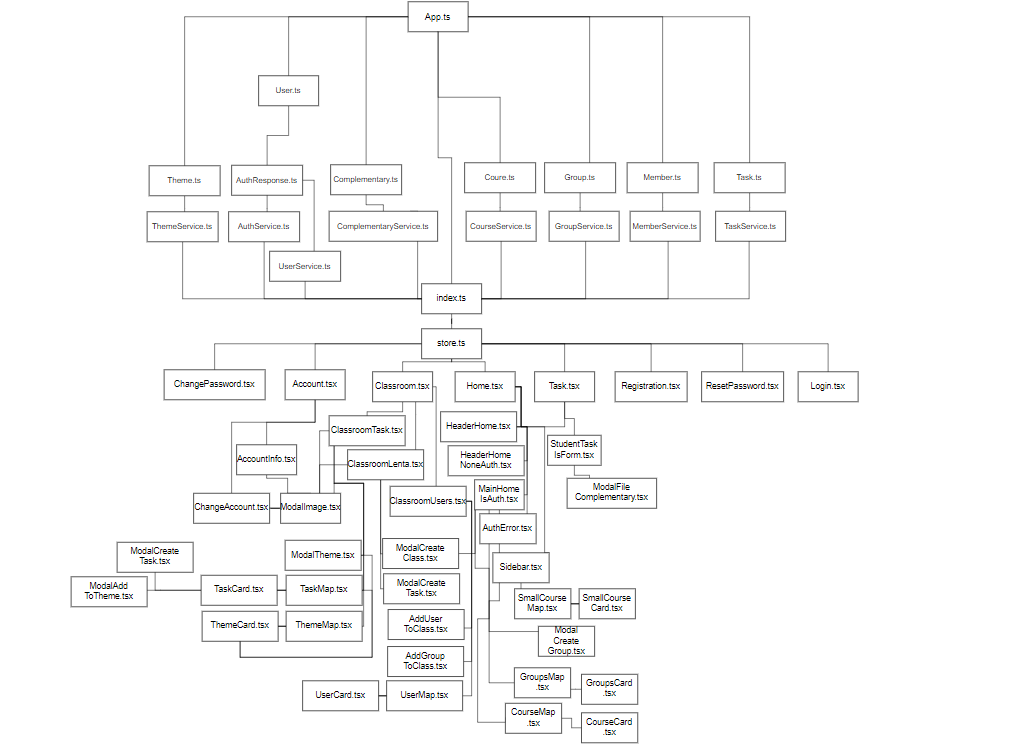 App.ts
User.ts
Theme.ts
AuthResponse.ts
Complementary.ts
Coure.ts
Group.ts
Member.ts
Task.ts
ThemeService.ts
AuthService.ts
ComplementaryService.ts
CourseService.ts
GroupService.ts
MemberService.ts
TaskService.ts
UserService.ts
index.ts
store.ts
ChangePassword.tsx
Account.tsx
Classroom.tsx
Home.tsx
Task.tsx
Registration.tsx
ResetPassword.tsx
Login.tsx
ClassroomTask.tsx
HeaderHome.tsx
AccountInfo.tsx
ClassroomLenta.tsx
HeaderHome
NoneAuth.tsx
StudentTask
IsForm.tsx
ChangeAccount.tsx
ModalImage.tsx
ClassroomUsers.tsx
MainHome
IsAuth.tsx
ModalFile
Complementary.tsx
AuthError.tsx
ModalCreate
Task.tsx
ModalTheme.tsx
ModalCreate
Class.tsx
Sidebar.tsx
ModalAdd
ToTheme.tsx
TaskCard.tsx
TaskMap.tsx
ModalCreate
Task.tsx
SmallCourse
Map.tsx
SmallCourse
Card.tsx
ThemeCard.tsx
ThemeMap.tsx
AddUser
ToClass.tsx
Modal
Create
Group.tsx
AddGroup
ToClass.tsx
GroupsMap
.tsx
GroupsCard
.tsx
UserCard.tsx
UserMap.tsx
CourseMap
.tsx
CourseCard
.tsx